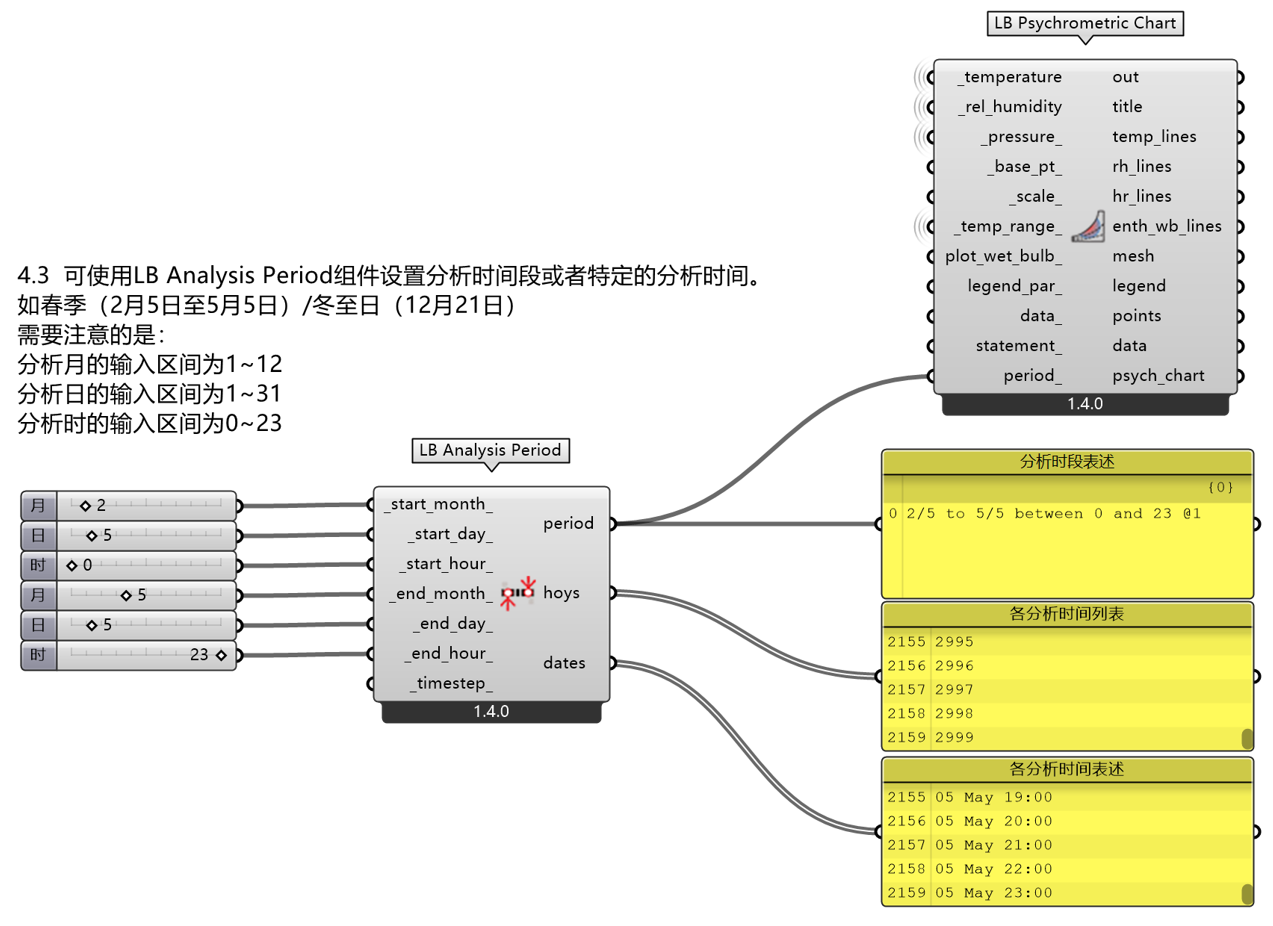 LB Psychrometric Chart
_temperature out
_rel_humidity title
_pressure_ temp_lines
_base_pt_ rh_lines
_scale_ hr_lines
_temp_range_ enth_wb_lines
plot_wet_bulb_ mesh
legend_par_ legend
data_ points
statement_ data
period_ psych_chart
1.4.0
4.3 可使用LB Analysis Period组件设置分析时间段或者特定的分析时间。
如春季（2月5日至5月5日）/冬至日（12月21日）
需要注意的是：
分析月的输入区间为1~12
分析日的输入区间为1~31
分析时的输入区间为0~23
LB Analysis Period
月 2
日 5
时 0
月 5
日 5
时 23
_start_month_
_start_day_
_start_hour_
_end_month_
_end_day_
_end_hour_
_timestep_
period
hoys
dates
1.4.0
分析时段表述
{0}
0 2/5 to 5/5 between 0 and 23 @1
各分析时间列表
2155 2995
2156 2996
2157 2997
2158 2998
2159 2999
各分析时间表述
2155 05 May 19:00
2156 05 May 20:00
2157 05 May 21:00
2158 05 May 22:00
2159 05 May 23:00